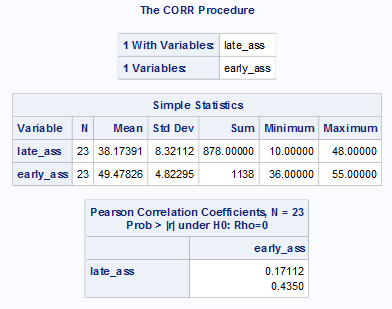 The CORR Procedure
1 With Variables: late_ass
1 Variables: early_ass
Simple Statistics
Variable N Mean Std Dev Sum Minimum Maximum
late_ass 23 38.17391 8.32112 878.00000 10.00000 48.00000
early_ass 23 49.47826 4.82295 1138 36.00000 55.00000
Pearson Correlation Coefficients, N = 23
Prob > |r| under H0: Rho=0
early_ass
late_ass 0.17112
0.4350